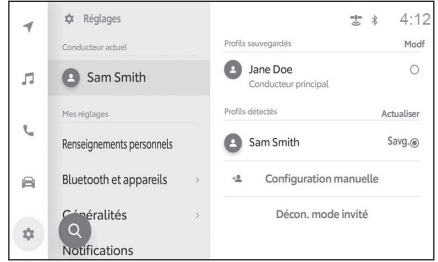 Réglages
4:12
Conducteur actuel
Sam Smith
Mes réglages
Renseignements personnels
Bluetooth et appareils
Généralités
Notifications
Profils sauvegardés
Modf
Jane Doe
Conducteur principal
Profils détectés
Actualiser
Sam Smith
Savg.
Configuration manuelle
Décon. mode invité